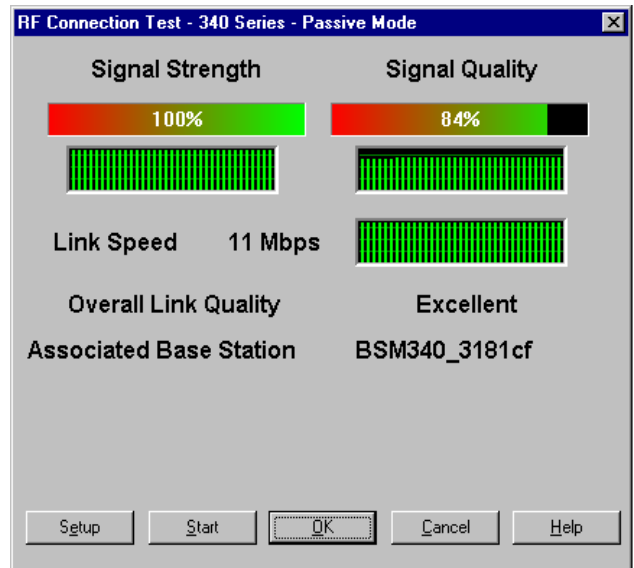 RF Connection Test - 340 Series - Passive Mode
Signal Strength Signal Quality
100% 84%
Link Speed 11 Mbps
Overall Link Quality Excellent
Associated Base Station BSM340_3181cf
Setup Start OK Cancel Help